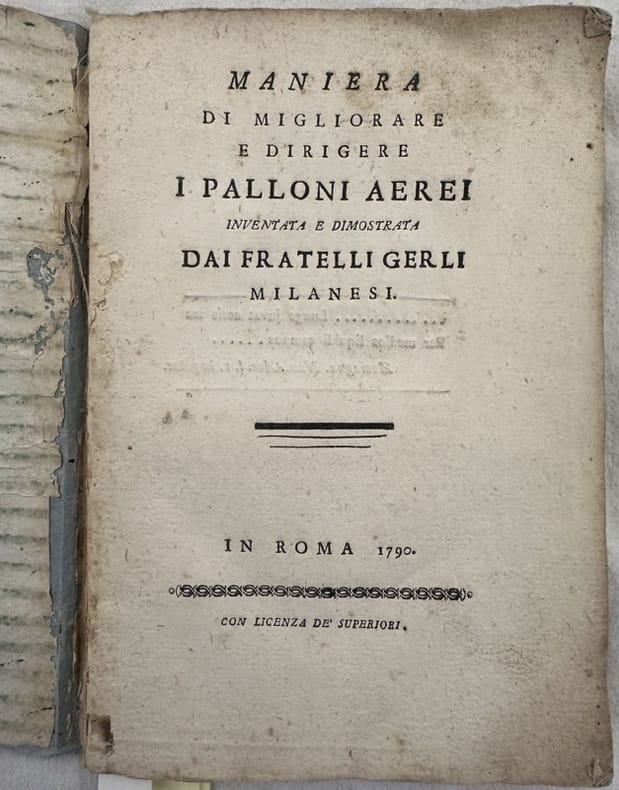 MANIERA
DI MIGLIORARE
E DIRIGERE
I PALLONI AEREI
INVENTATA E DIMOSTRATA
DAI FRATELLI GERLI
MILANESI.
IN ROMA 1790.
CON LICENZA DE' SUPERIORI.